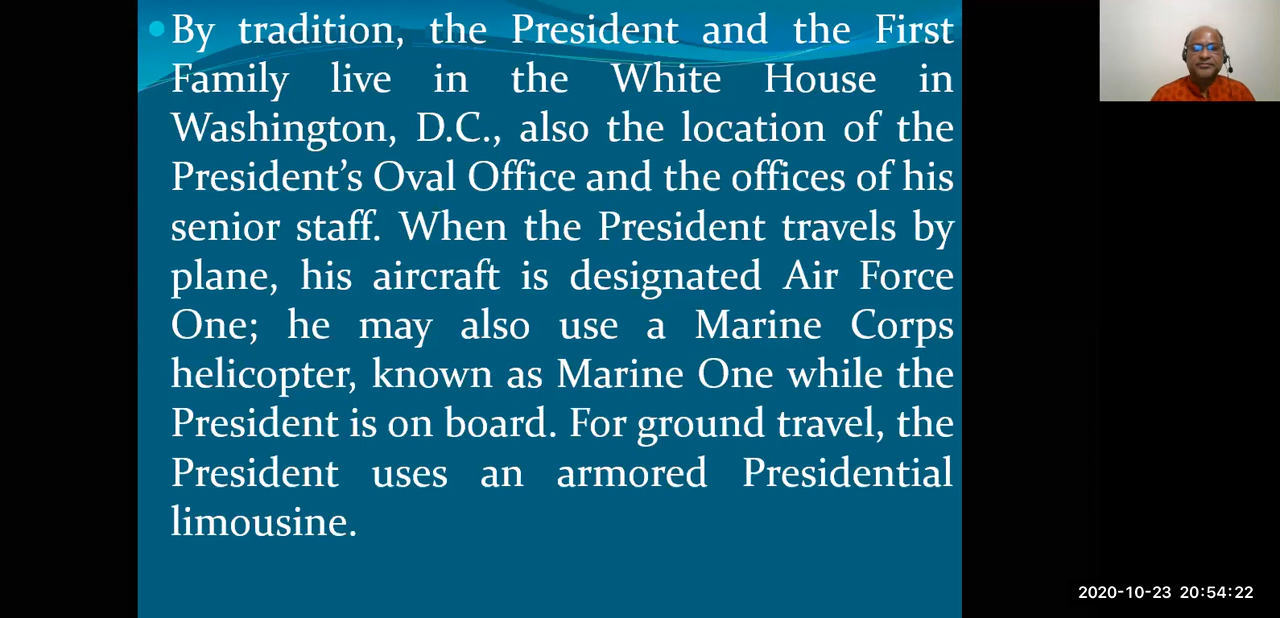 By tradition, the President and the First
Family live in the White House in
Washington, D.C., also the location of the
President’s Oval Office and the offices of his
senior staff. When the President travels by
plane, his aircraft is designated Air Force
One; he may also use a Marine Corps
helicopter, known as Marine One while the
President is on board. For ground travel, the
President uses an armored Presidential
limousine.
2020-10-23 20:54:22